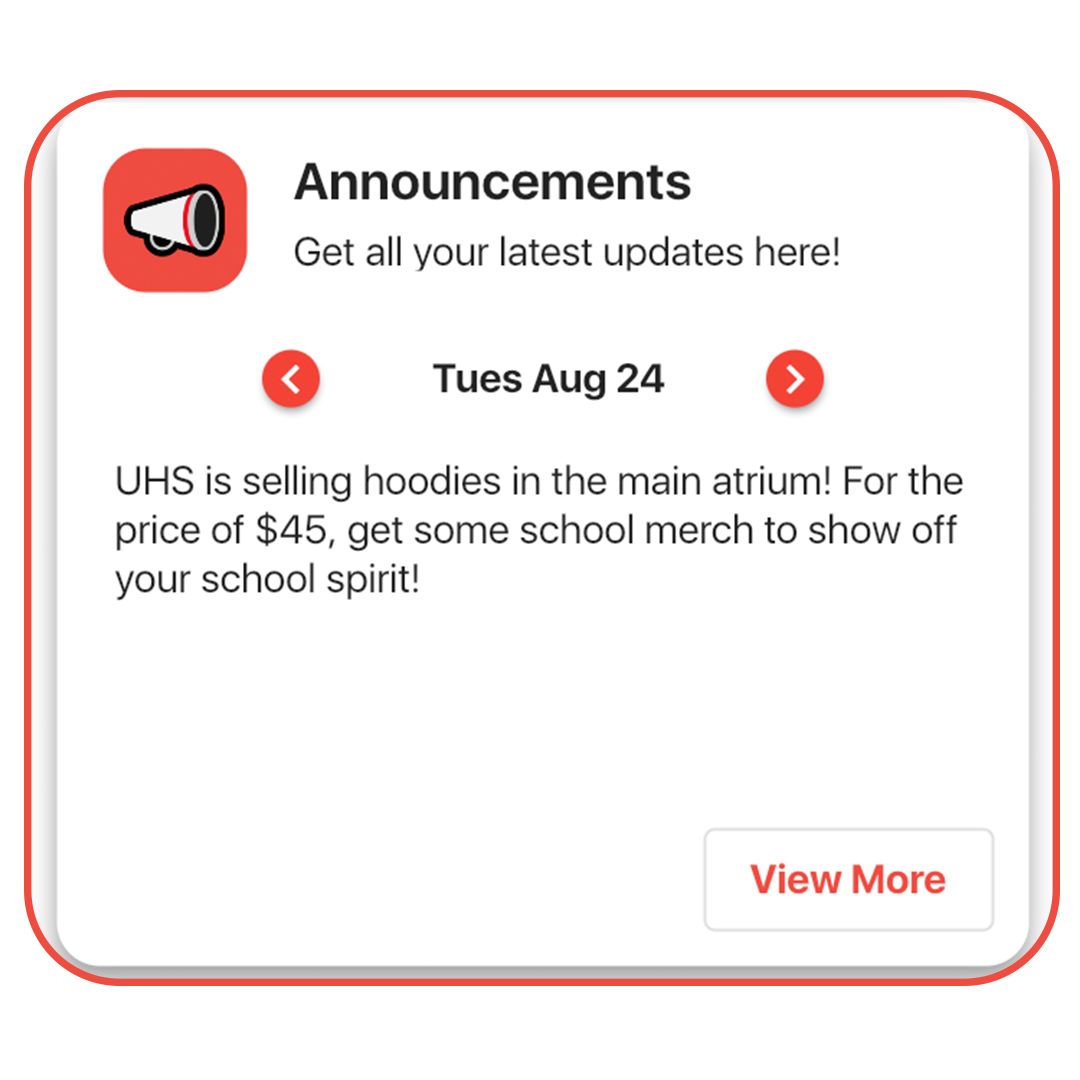 Announcements
Get all your latest updates here!
Tues Aug 24
UHS is selling hoodies in the main atrium! For the
price of $45, get some school merch to show off
your school spirit!
View More